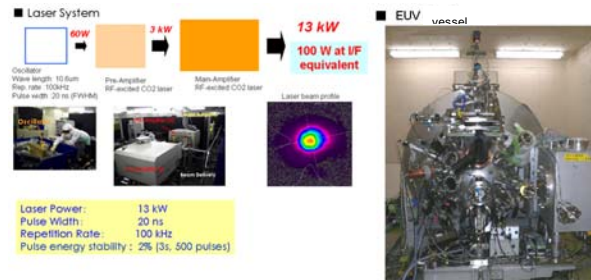 ■ Laser System
60W
3 kW
13 kW
100 W at I/F
equivalent
Oscillator
Wave length: 10.6um
Rep. rate: 100kHz
Pulse width: 20 ns (FWHM)
Pre-Amplifier
RF-excited CO2 laser
Main-Amplifier
RF-excited CO2 laser
Laser beam profile
Oscillator
Beam Delivery
Laser Power: 13 kW
Pulse Width: 20 ns
Repetition Rate: 100 kHz
Pulse energy stability : 2% (3s, 500 pulses)
■ EUV
vessel